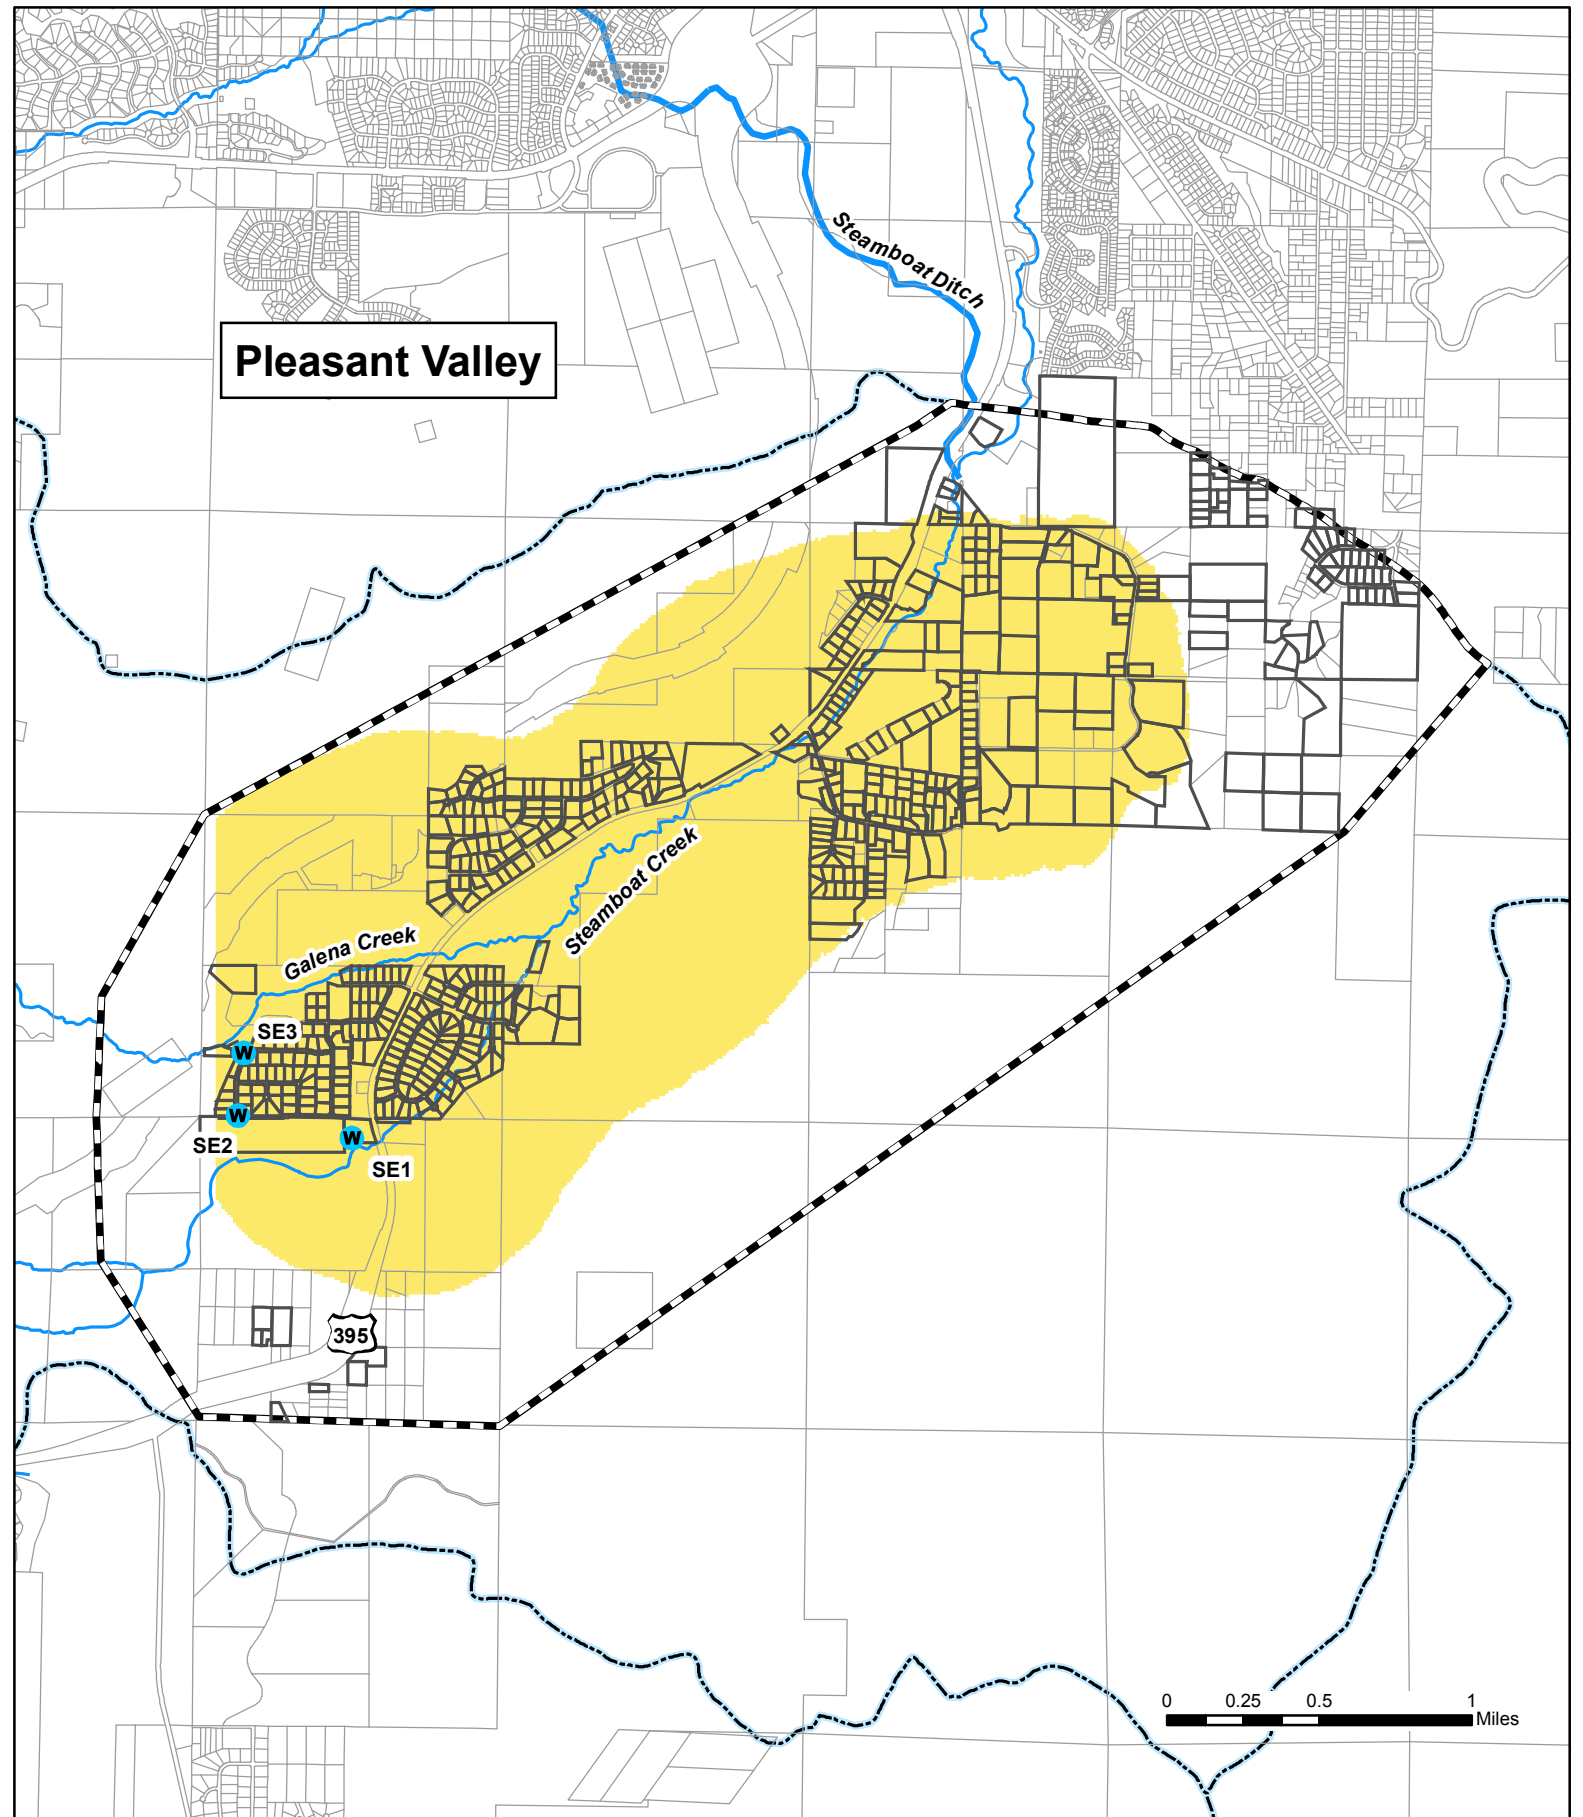 Steamboat Ditch
Pleasant Valley
Steamboat Creek
Galena Creek
SE3
W
W
SE2
W
SE1
395
0 0.25 0.5 1
Miles